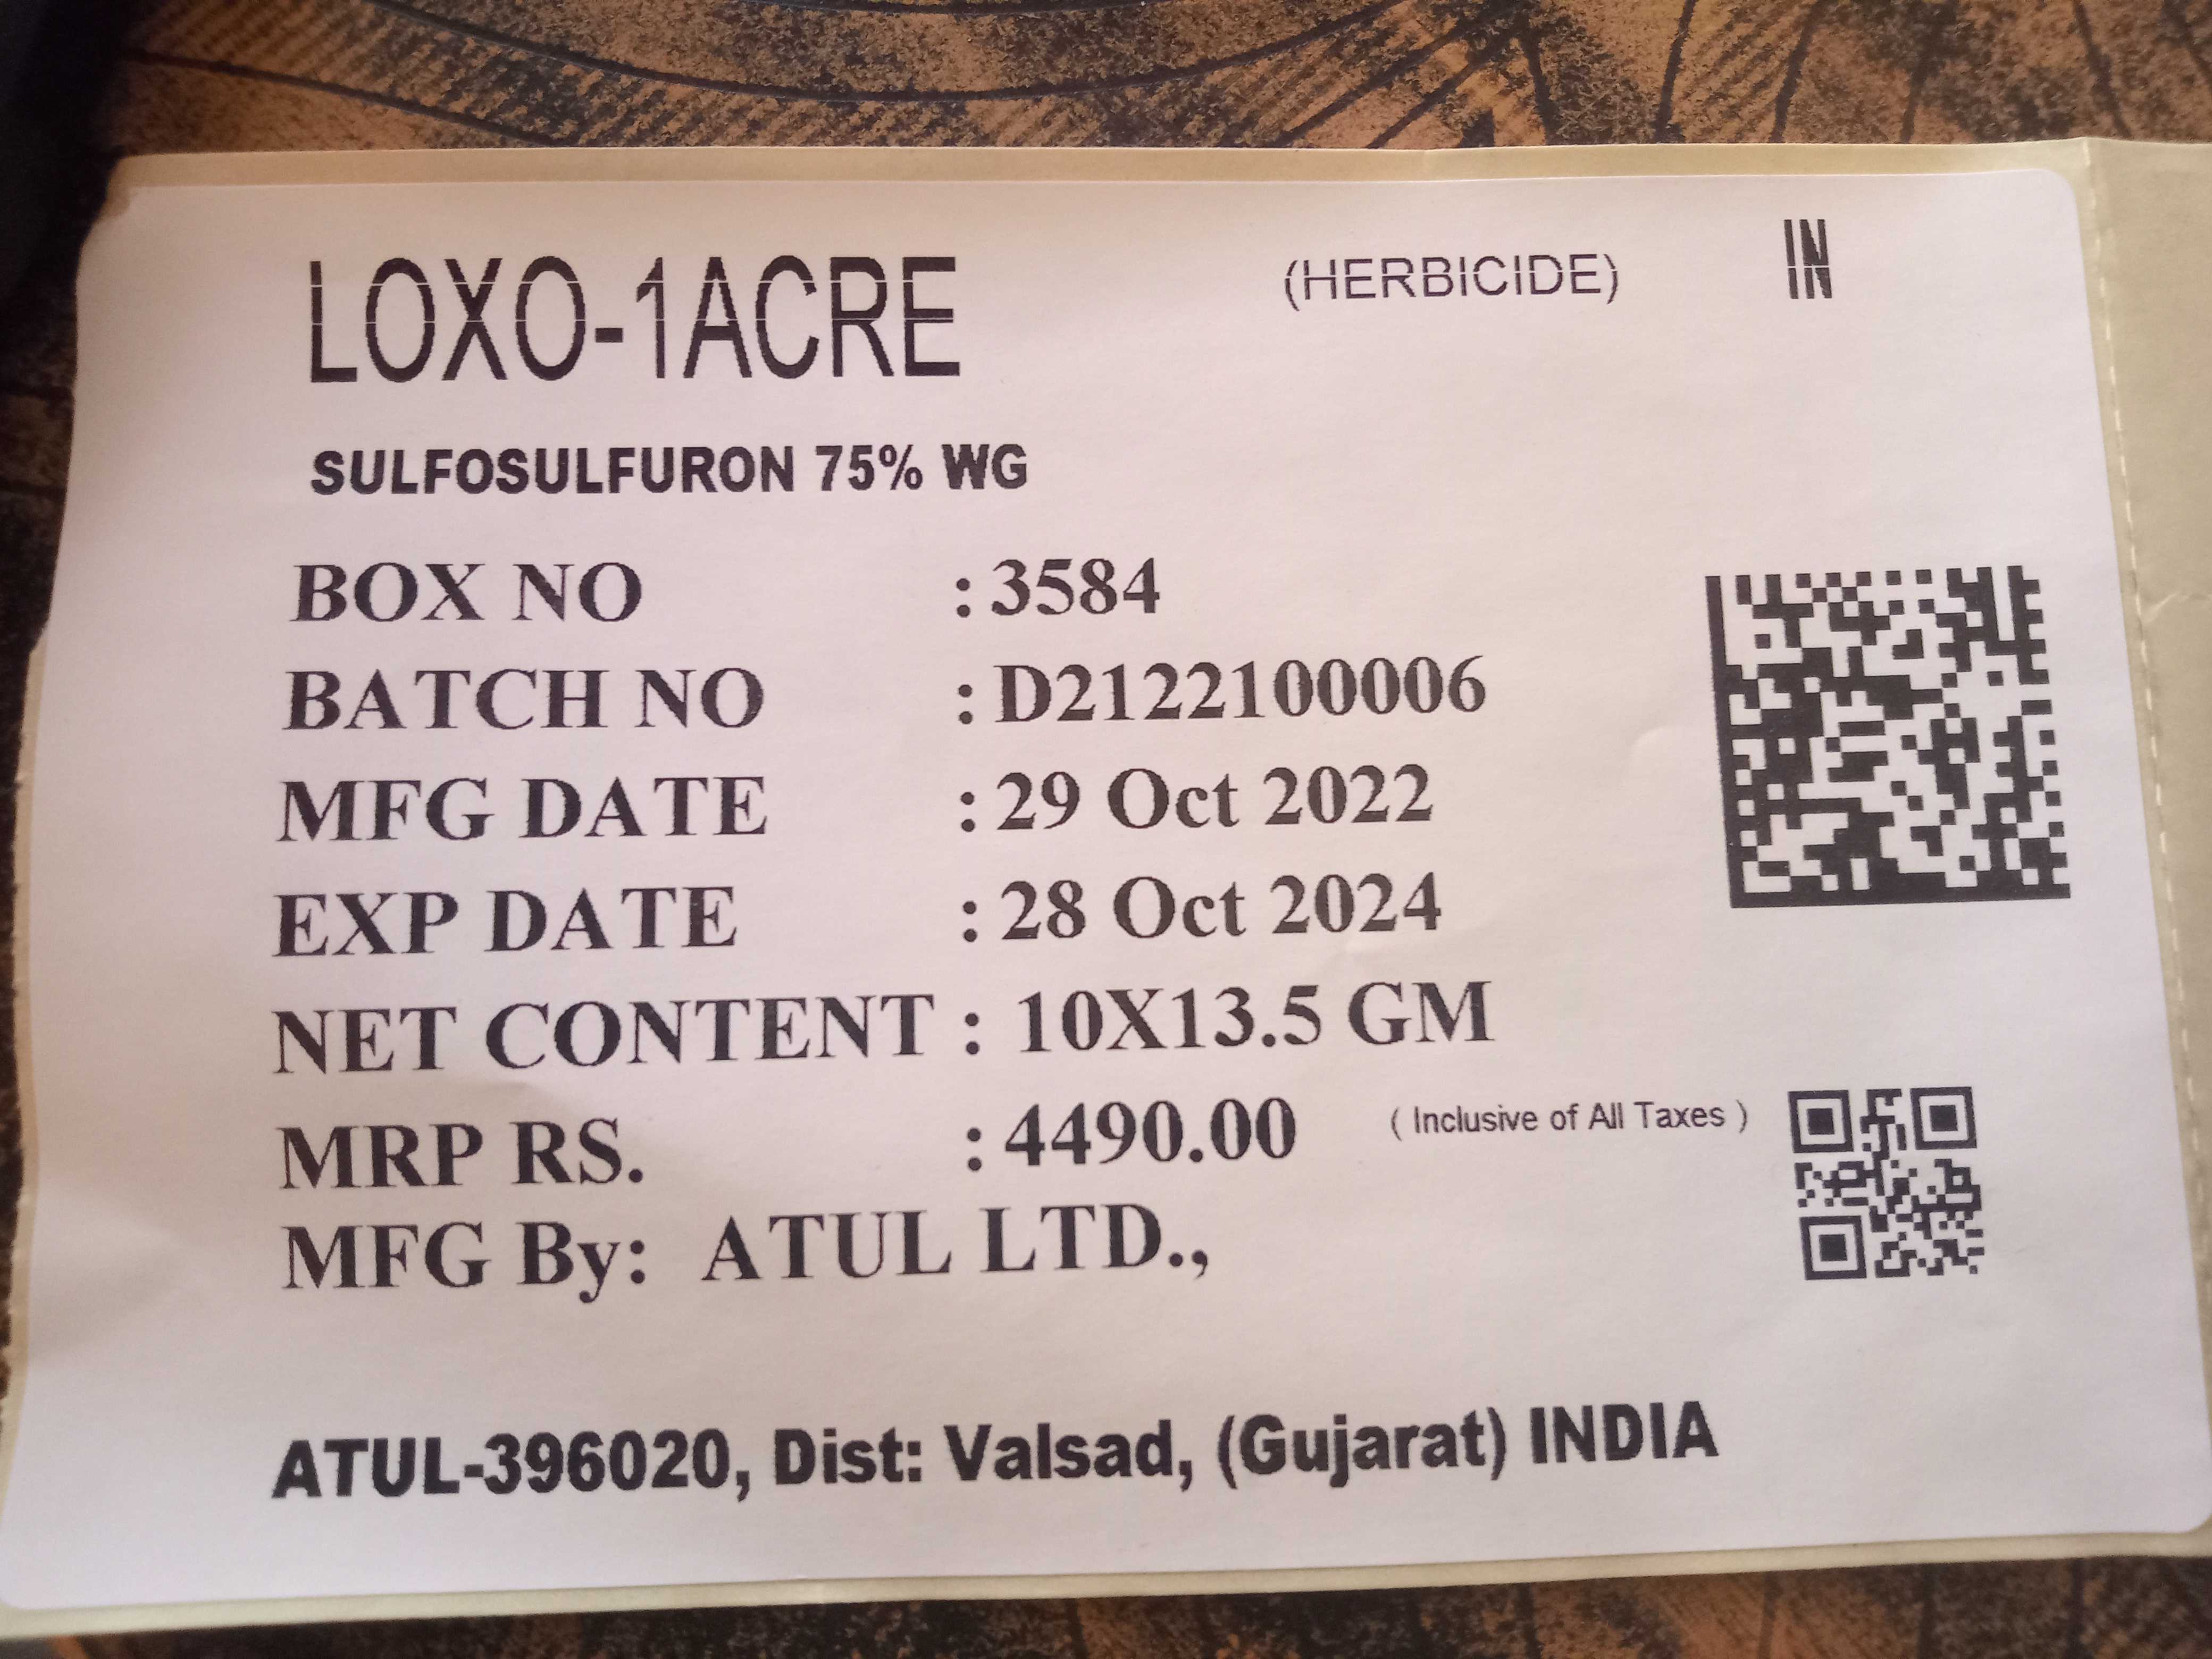 LOXO-1ACRE (HERBICIDE) IN
SULFOSULFURON 75% WG
BOX NO : 3584
BATCH NO : D2122100006
MFG DATE : 29 Oct 2022
EXP DATE : 28 Oct 2024
NET CONTENT : 10X13.5 GM
MRP RS. : 4490.00 ( Inclusive of All Taxes )
MFG By: ATUL LTD.,
ATUL-396020, Dist: Valsad, (Gujarat) INDIA